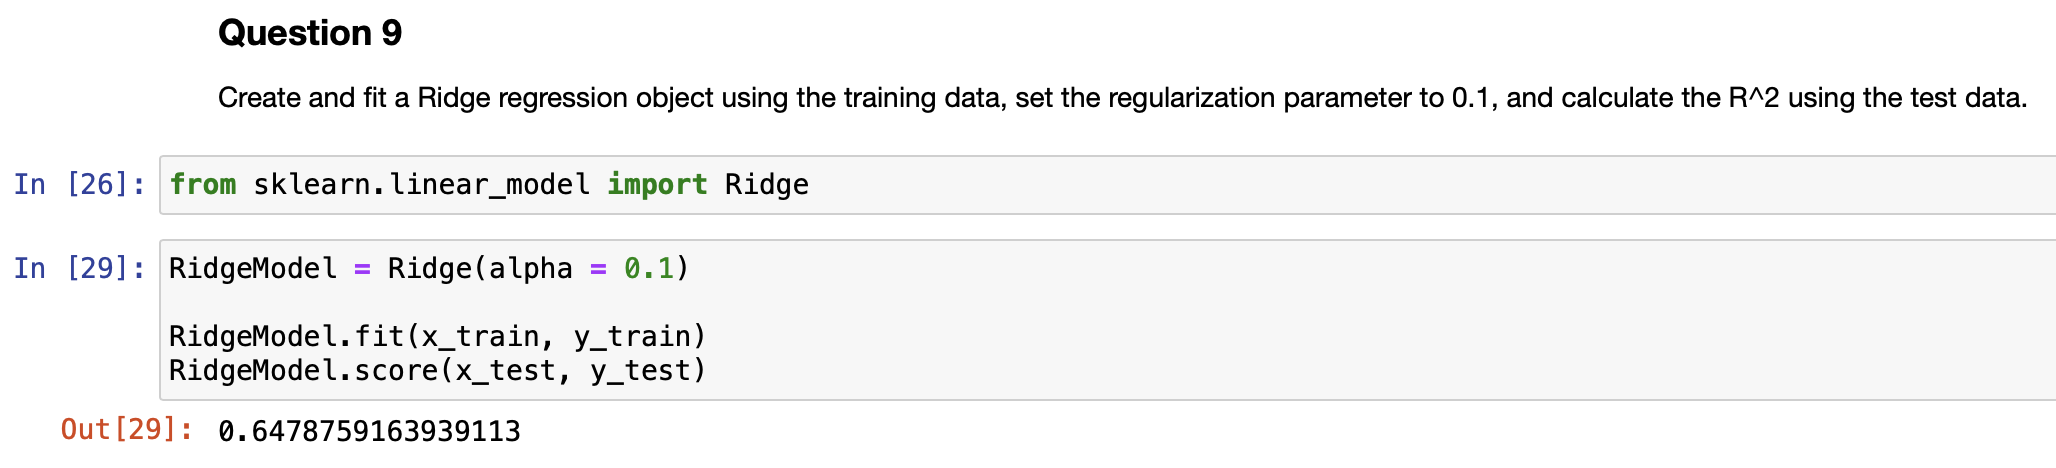 Question 9
Create and fit a Ridge regression object using the training data, set the regularization parameter to 0.1, and calculate the R^2 using the test data.
In [26]: from sklearn.linear_model import Ridge
In [29]: RidgeModel = Ridge(alpha = 0.1)
RidgeModel.fit(x_train, y_train)
RidgeModel.score(x_test, y_test)
Out[29]: 0.6478759163939113